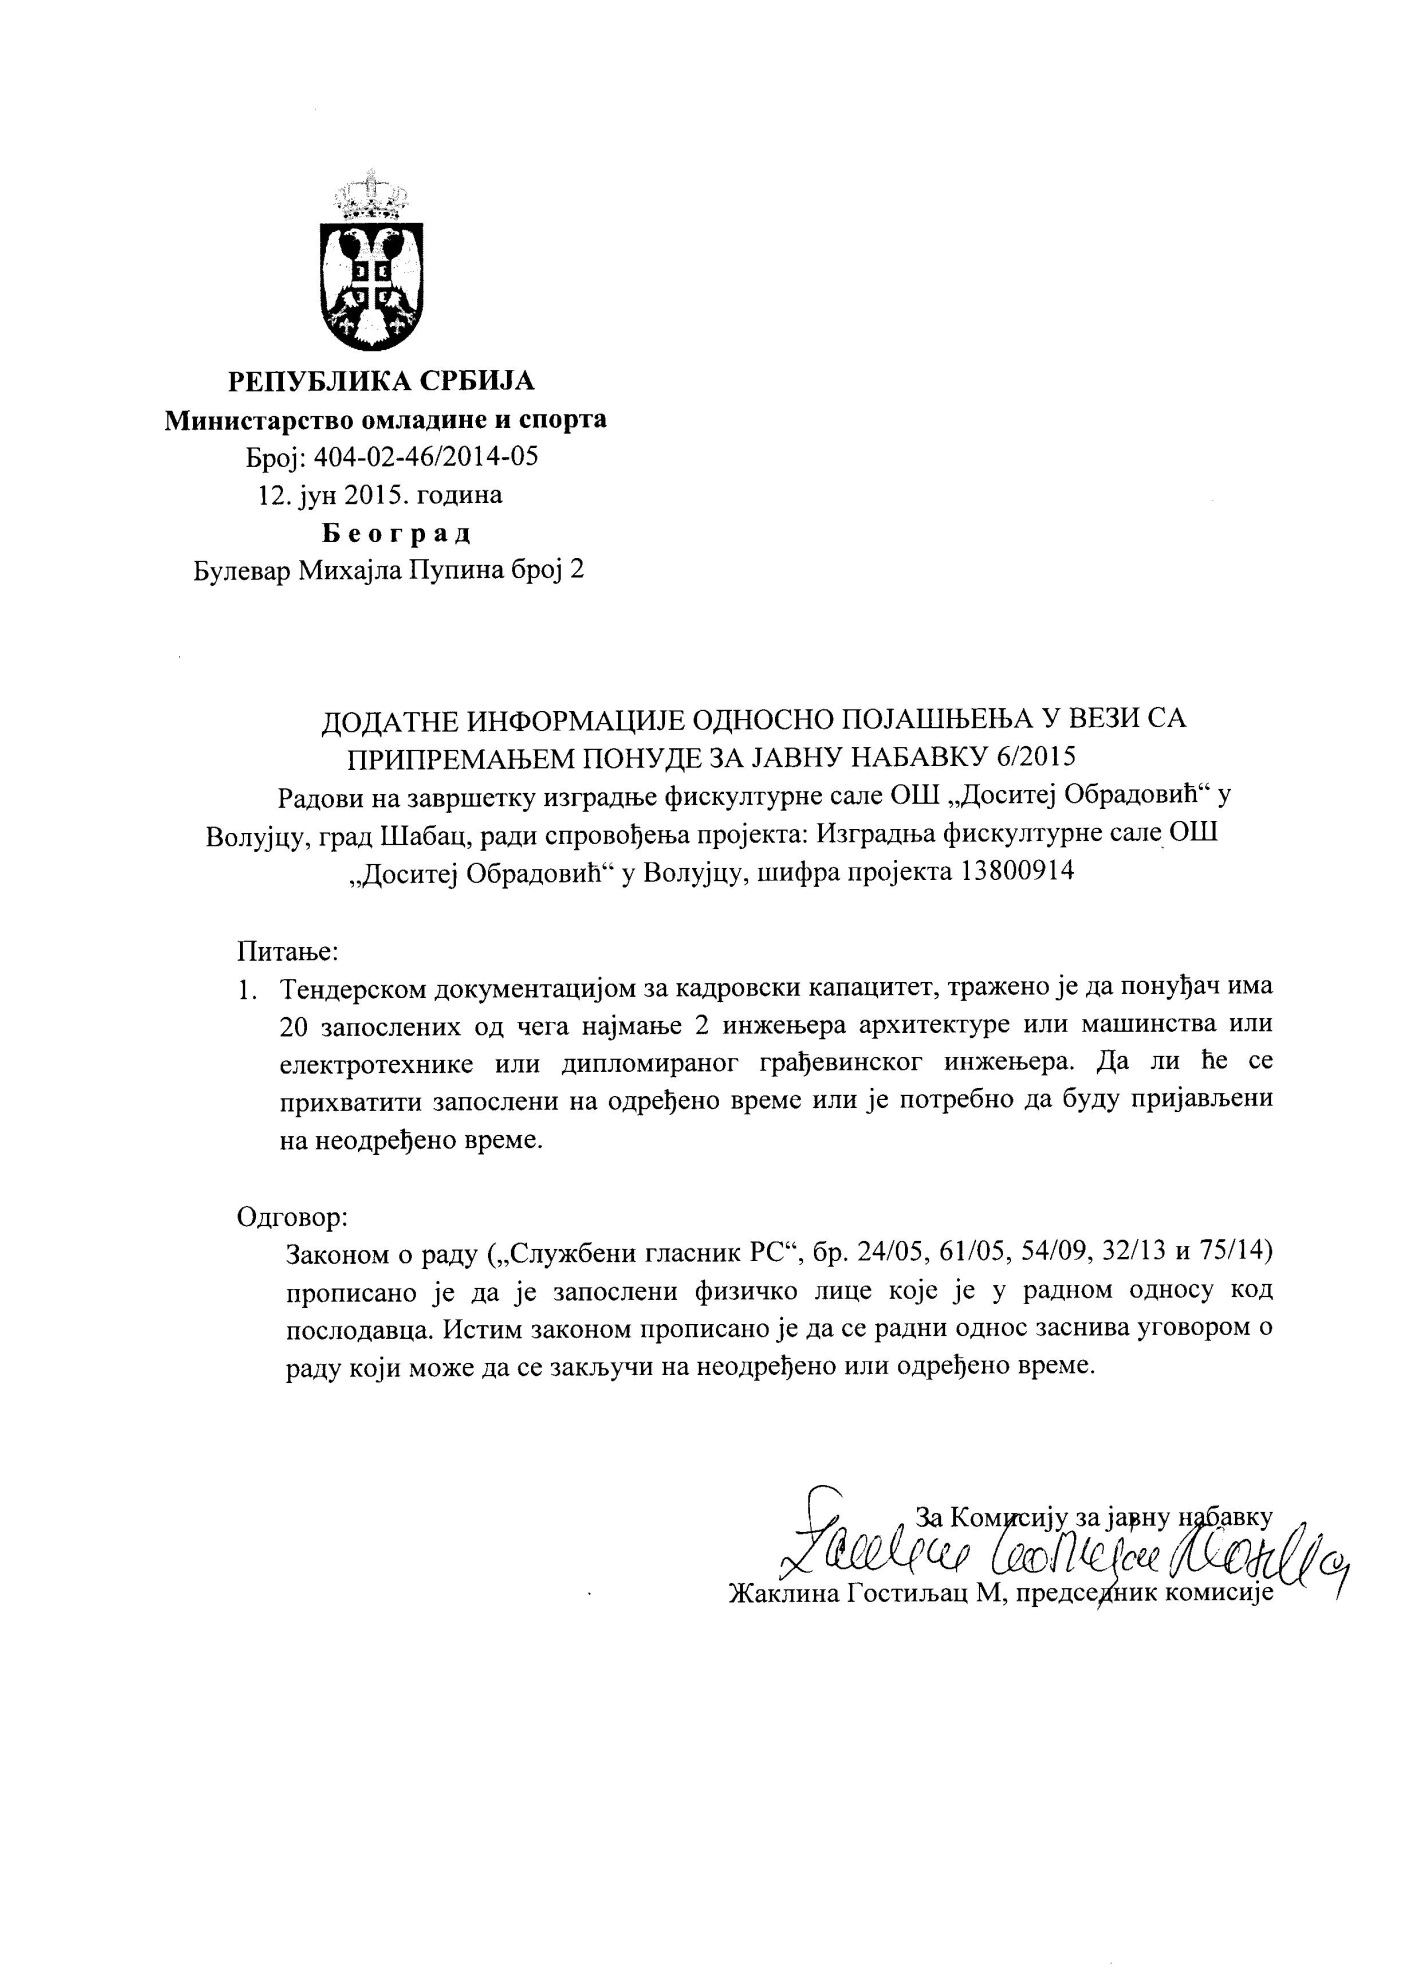 РЕПУБЛИКА СРБИЈА
Министарство омладине и спорта
Број: 404-02-46/2014-05
12. јун 2015. година
Б е о г р а д
Булевар Михајла Пупина број 2
ДОДАТНЕ ИНФОРМАЦИЈЕ ОДНОСНО ПОЈАШЊЕЊА У ВЕЗИ СА
ПРИПРЕМАЊЕМ ПОНУДЕ ЗА ЈАВНУ НАБАВКУ 6/2015
Радови на завршетку изградње фискултурне сале ОШ „Доситеј Обрадовић“ у
Волујцу, град Шабац, ради спровођења пројекта: Изградња фискултурне сале ОШ
„Доситеј Обрадовић“ у Волујцу, шифра пројекта 13800914
Питање:
1. Тендерском документацијом за кадровски капацитет, тражено је да понуђач има
20 запослених од чега најмање 2 инжењера архитектуре или машинства или
електротехнике или дипломираног грађевинског инжењера. Да ли ће се
прихватити запослени на одређено време или је потребно да буду пријављени
на неодређено време.
Одговор:
Законом о раду („Службени гласник РС“, бр. 24/05, 61/05, 54/09, 32/13 и 75/14)
прописано је да је запослени физичко лице које је у радном односу код
послодавца. Истим законом прописано је да се радни однос заснива уговором о
раду који може да се закључи на неодређено или одређено време.
За Комисију за јавну набавку
Жаклина Гостиљац М, председник комисије